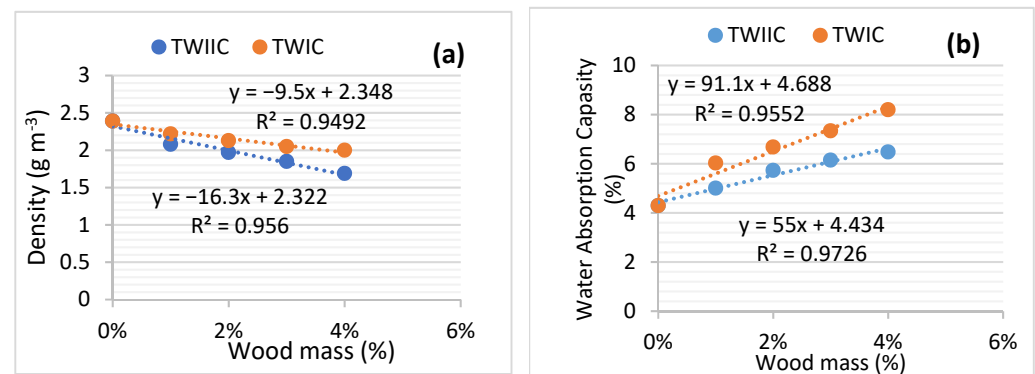 TWIIC TWIC
(a)
3
2.5
2
1.5
1
0.5
0
Density (g m⁻³)
y = −9.5x + 2.348
R² = 0.9492
y = −16.3x + 2.322
R² = 0.956
0% 2% 4% 6%
Wood mass (%)
TWIIC TWIC
(b)
10
8
6
4
2
0
Water Absorption Capasity
(%)
y = 91.1x + 4.688
R² = 0.9552
y = 55x + 4.434
R² = 0.9726
0% 2% 4% 6%
Wood mass (%)